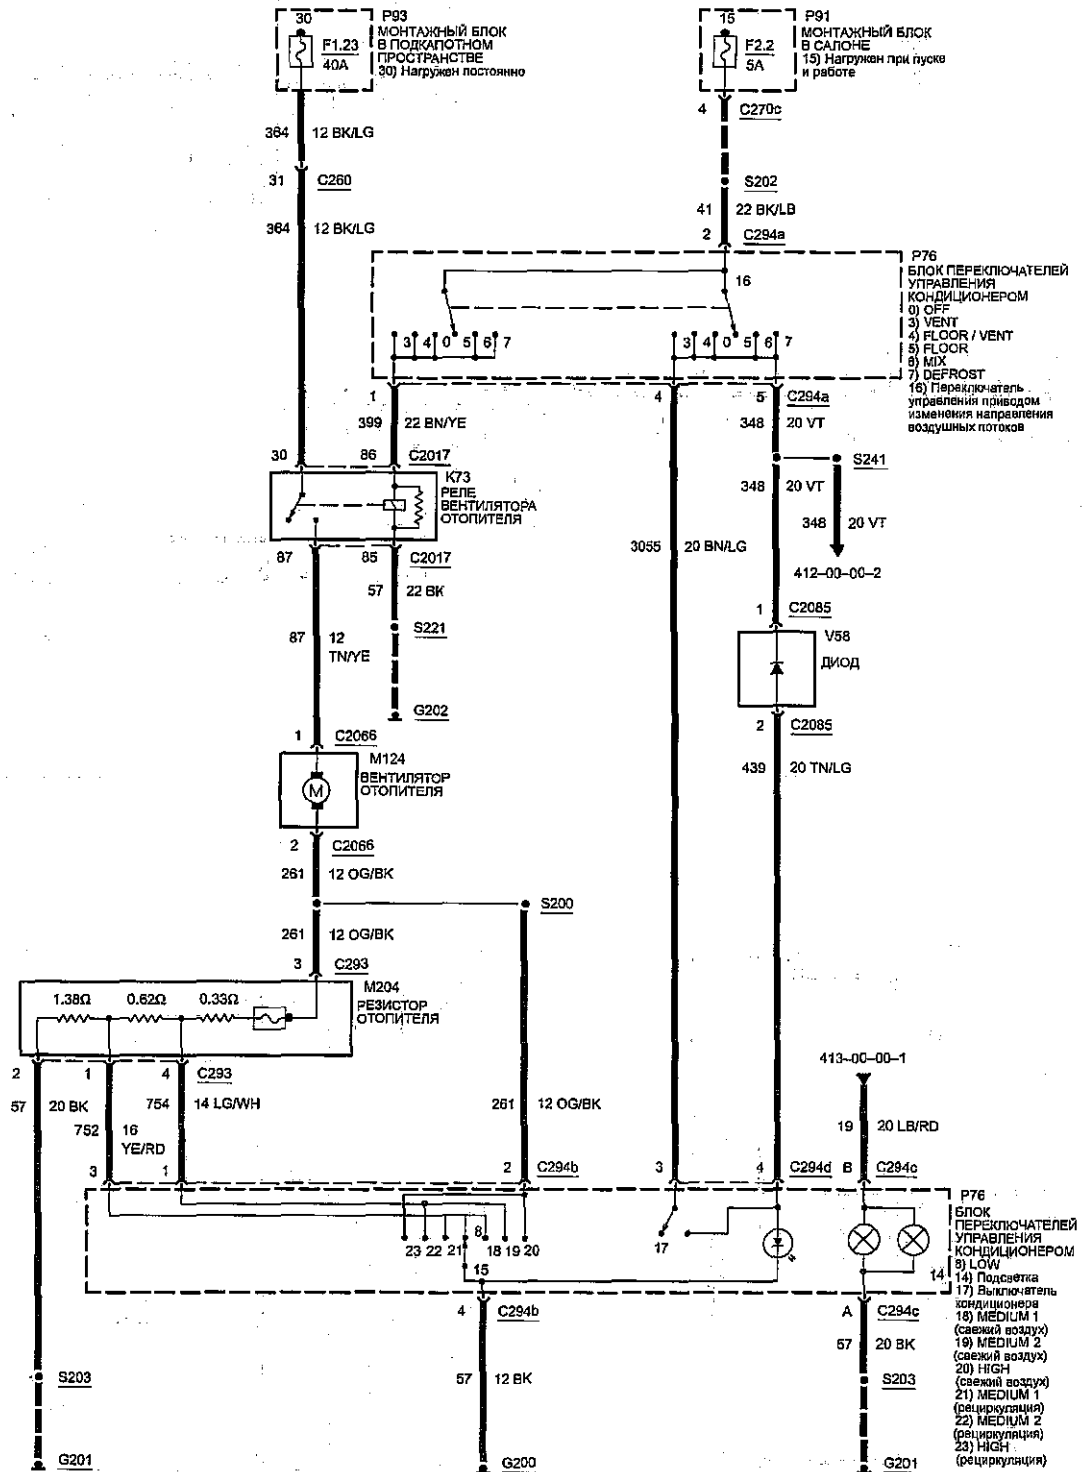 30
P93
МОНТАЖНЫЙ БЛОК
В ПОДКАПОТНОМ
ПРОСТРАНСТВЕ
30) Нагружен постоянно
F1.23
40A
15
P91
МОНТАЖНЫЙ БЛОК
В САЛОНЕ
15) Нагружен при пуске
и работе
F2.2
5A
4 C270c
364 12 BK/LG
31 C260
S202
364 12 BK/LG
41 22 BK/LB
2 C294a
16
P76
БЛОК ПЕРЕКЛЮЧАТЕЛЕЙ
УПРАВЛЕНИЯ
КОНДИЦИОНЕРОМ
0) OFF
3) VENT
4) FLOOR / VENT
5) FLOOR
6) MIX
7) DEFROST
16) Переключатель
управления приводом
изменения направления
воздушных потоков
3 4 0 5 6 7
3 4 0 5 6 7
1 4 5 C294a
399 22 BN/YE
348 20 VT
30 86 C2017
S241
K73
РЕЛЕ
ВЕНТИЛЯТОРА
ОТОПИТЕЛЯ
348 20 VT
348 20 VT
87 85 C2017
3055 20 BN/LG
412-00-00-2
57 22 BK
1 C2085
S221
87 12
TN/YE
V58
ДИОД
G202
1 C2066
2 C2085
M124
ВЕНТИЛЯТОР
ОТОПИТЕЛЯ
M
439 20 TN/LG
2 C2066
261 12 OG/BK
S200
261 12 OG/BK
3 C293
M204
РЕЗИСТОР
ОТОПИТЕЛЯ
1.38Ω 0.62Ω 0.33Ω
413-00-00-1
2 1 4 C293
57 20 BK
754 14 LG/WH
261 12 OG/BK
19 20 LB/RD
752 16
YE/RD
3 1 2 C294b 3 4 C294d B C294c
P76
БЛОК
ПЕРЕКЛЮЧАТЕЛЕЙ
УПРАВЛЕНИЯ
КОНДИЦИОНЕРОМ
8) LOW
14) Подсветка
17) Выключатель
кондиционера
18) MEDIUM 1
(свежий воздух)
19) MEDIUM 2
(свежий воздух)
20) HIGH
(свежий воздух)
21) MEDIUM 1
(рециркуляция)
22) MEDIUM 2
(рециркуляция)
23) HIGH
(рециркуляция)
23 22 21 8 18 19 20
17
15
14
4 C294b
A C294c
57 20 BK
57 12 BK
S203
S203
G201
G200
G201